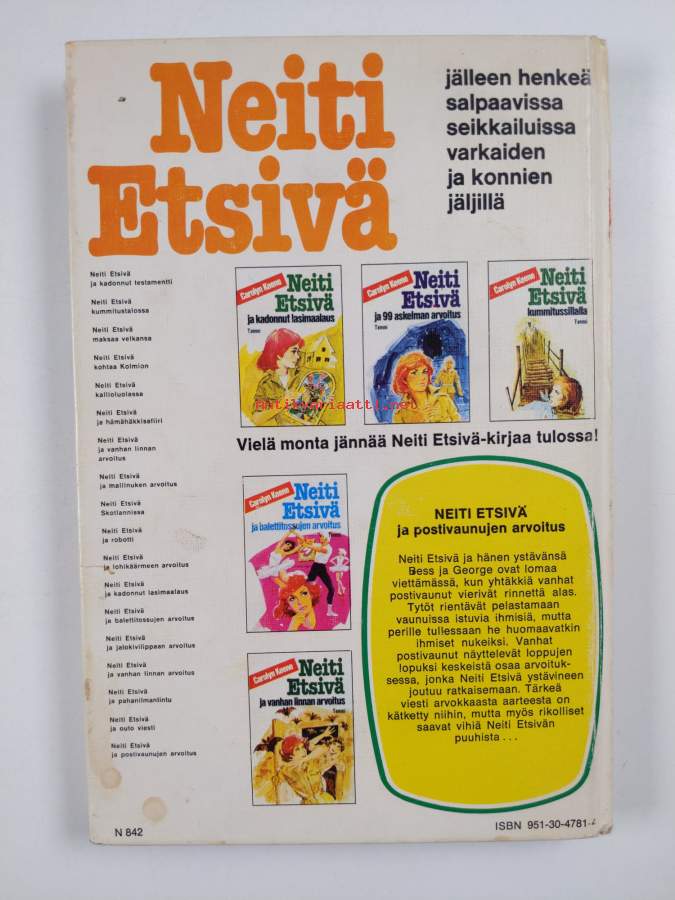 Neiti
Etsivä
jälleen henkeä
salpaavissa
seikkailuissa
varkaiden
ja konnien
jäljillä
Neiti Etsivä
ja kadonnut testamentti
Neiti Etsivä
kummitustalossa
Neiti Etsivä
maksaa velkansa
Neiti Etsivä
kohtaa Kolmion
Neiti Etsivä
kallioluolassa
Neiti Etsivä
ja hämähäkkisafiiri
Neiti Etsivä
ja vanhan linnan
arvoitus
Neiti Etsivä
ja mallinuken arvoitus
Neiti Etsivä
Skotlannissa
Neiti Etsivä
ja robotti
Neiti Etsivä
ja lohikäärmeen arvoitus
Neiti Etsivä
ja kadonnut lasimaalaus
Neiti Etsivä
ja balettitossujen arvoitus
Neiti Etsivä
ja jalokivilippaan arvoitus
Neiti Etsivä
ja vanhan linnan arvoitus
Neiti Etsivä
ja pahanilmanlintu
Neiti Etsivä
ja outo viesti
Neiti Etsivä
ja postivaunujen arvoitus
Carolyn Keene
Neiti
Etsivä
ja kadonnut lasimaalaus
Tammi
Carolyn Keene
Neiti
Etsivä
ja 99 askelman arvoitus
Tammi
Carolyn Keene
Neiti
Etsivä
kummitussillalla
Tammi
antikvariaatti.net
Vielä monta jännää Neiti Etsivä-kirjaa tulossa!
Carolyn Keene
Neiti
Etsivä
ja balettitossujen arvoitus
Tammi
Carolyn Keene
Neiti
Etsivä
ja vanhan linnan arvoitus
Tammi
NEITI ETSIVÄ
ja postivaunujen arvoitus
Neiti Etsivä ja hänen ystävänsä
Bess ja George ovat lomaa
viettämässä, kun yhtäkkiä vanhat
postivaunut vierivät rinnettä alas.
Tytöt rientävät pelastamaan
vaunuissa istuvia ihmisiä, mutta
perille tullessaan he huomaavatkin
ihmiset nukeiksi. Vanhat
postivaunut näyttelevät loppujen
lopuksi keskeistä osaa arvoituk-
sessa, jonka Neiti Etsivä ystävineen
joutuu ratkaisemaan. Tärkeä
viesti arvokkaasta aarteesta on
kätketty niihin, mutta myös rikolliset
saavat vihiä Neiti Etsivän
puuhista . . .
N 842
ISBN 951-30-4781-